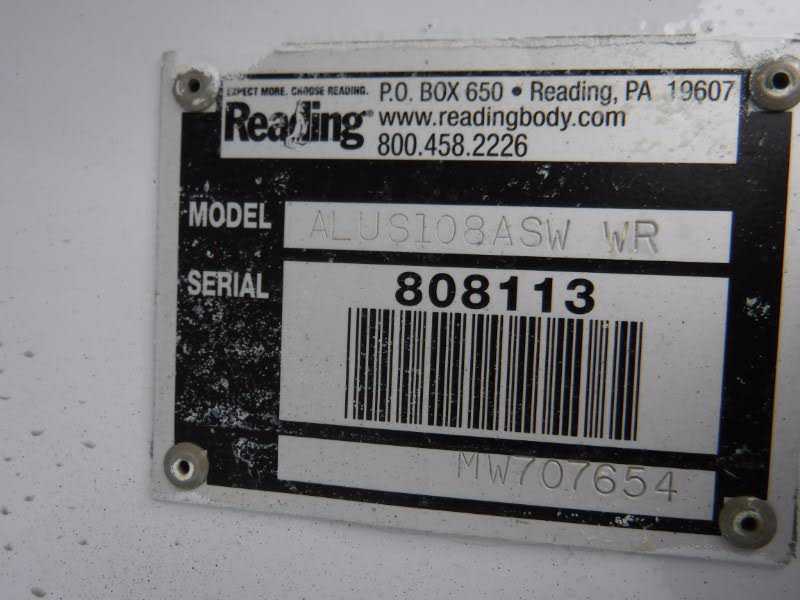 EXPECT MORE. CHOOSE READING.
Reading®
P.O. BOX 650 • Reading, PA 19607
www.readingbody.com
800.458.2226
MODEL ALUS108ASW WR
SERIAL 808113
MW707654